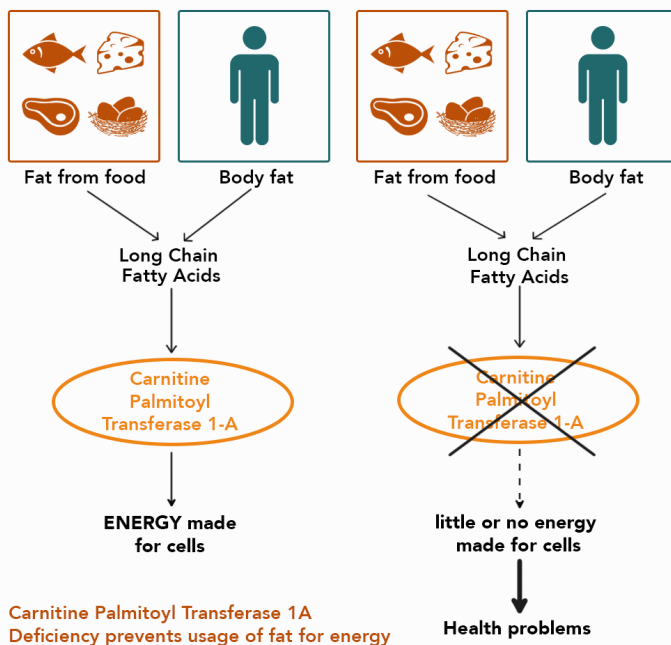 Fat from food
Body fat
Long Chain
Fatty Acids
Carnitine
Palmitoyl
Transferase 1-A
ENERGY made
for cells
Fat from food
Body fat
Long Chain
Fatty Acids
Carnitine
Palmitoyl
Transferase 1-A
little or no energy
made for cells
Health problems
Carnitine Palmitoyl Transferase 1A
Deficiency prevents usage of fat for energy